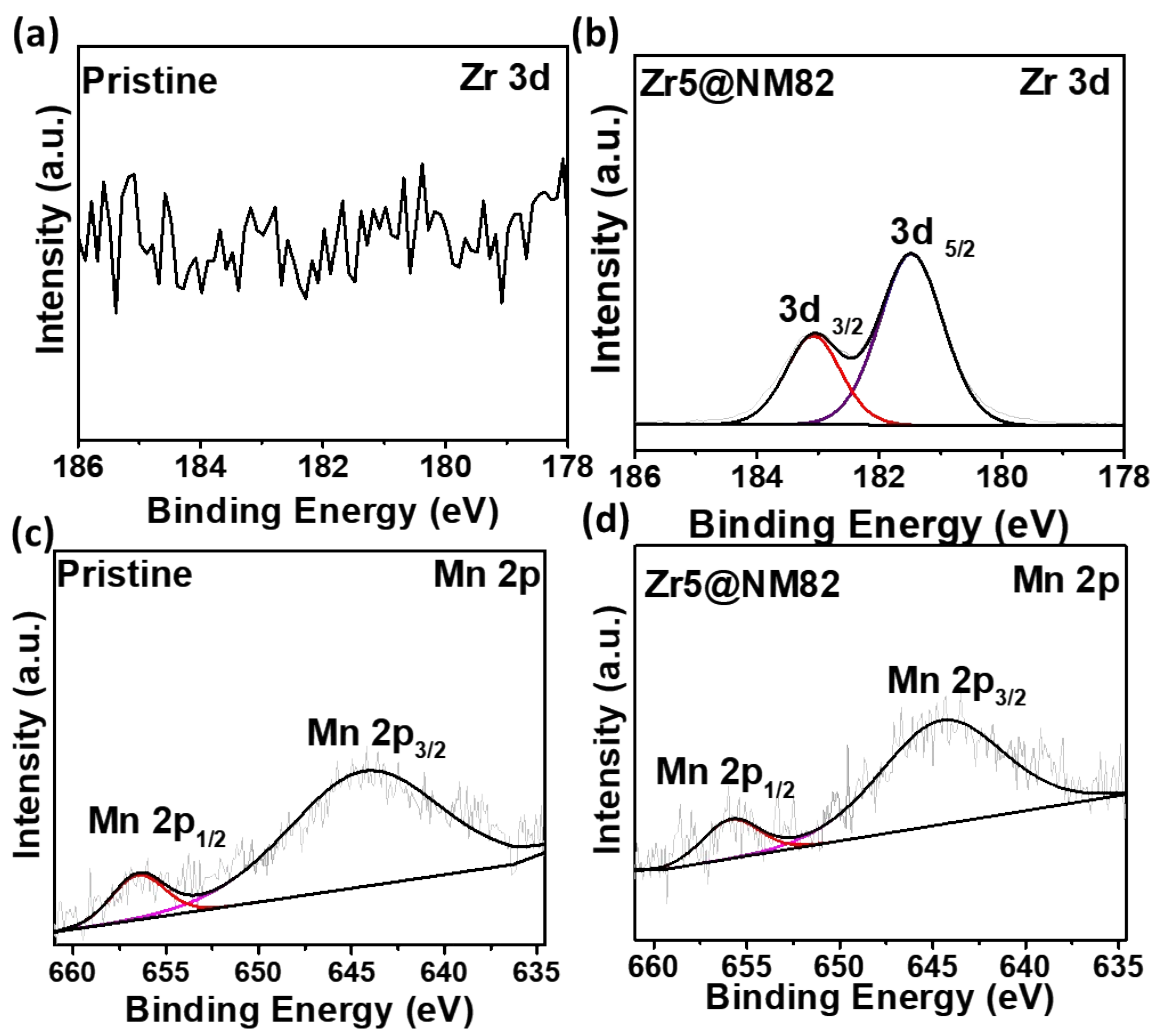 (a)
Pristine Zr 3d
Intensity (a.u.)
186 184 182 180 178
Binding Energy (eV)
(b)
Zr5@NM82 Zr 3d
3d 5/2
3d 3/2
Intensity (a.u.)
186 184 182 180 178
Binding Energy (eV)
(c)
Pristine Mn 2p
Mn 2p3/2
Mn 2p1/2
Intensity (a.u.)
660 655 650 645 640 635
Binding Energy (eV)
(d)
Zr5@NM82 Mn 2p
Mn 2p3/2
Mn 2p1/2
Intensity (a.u.)
660 655 650 645 640 635
Binding Energy (eV)